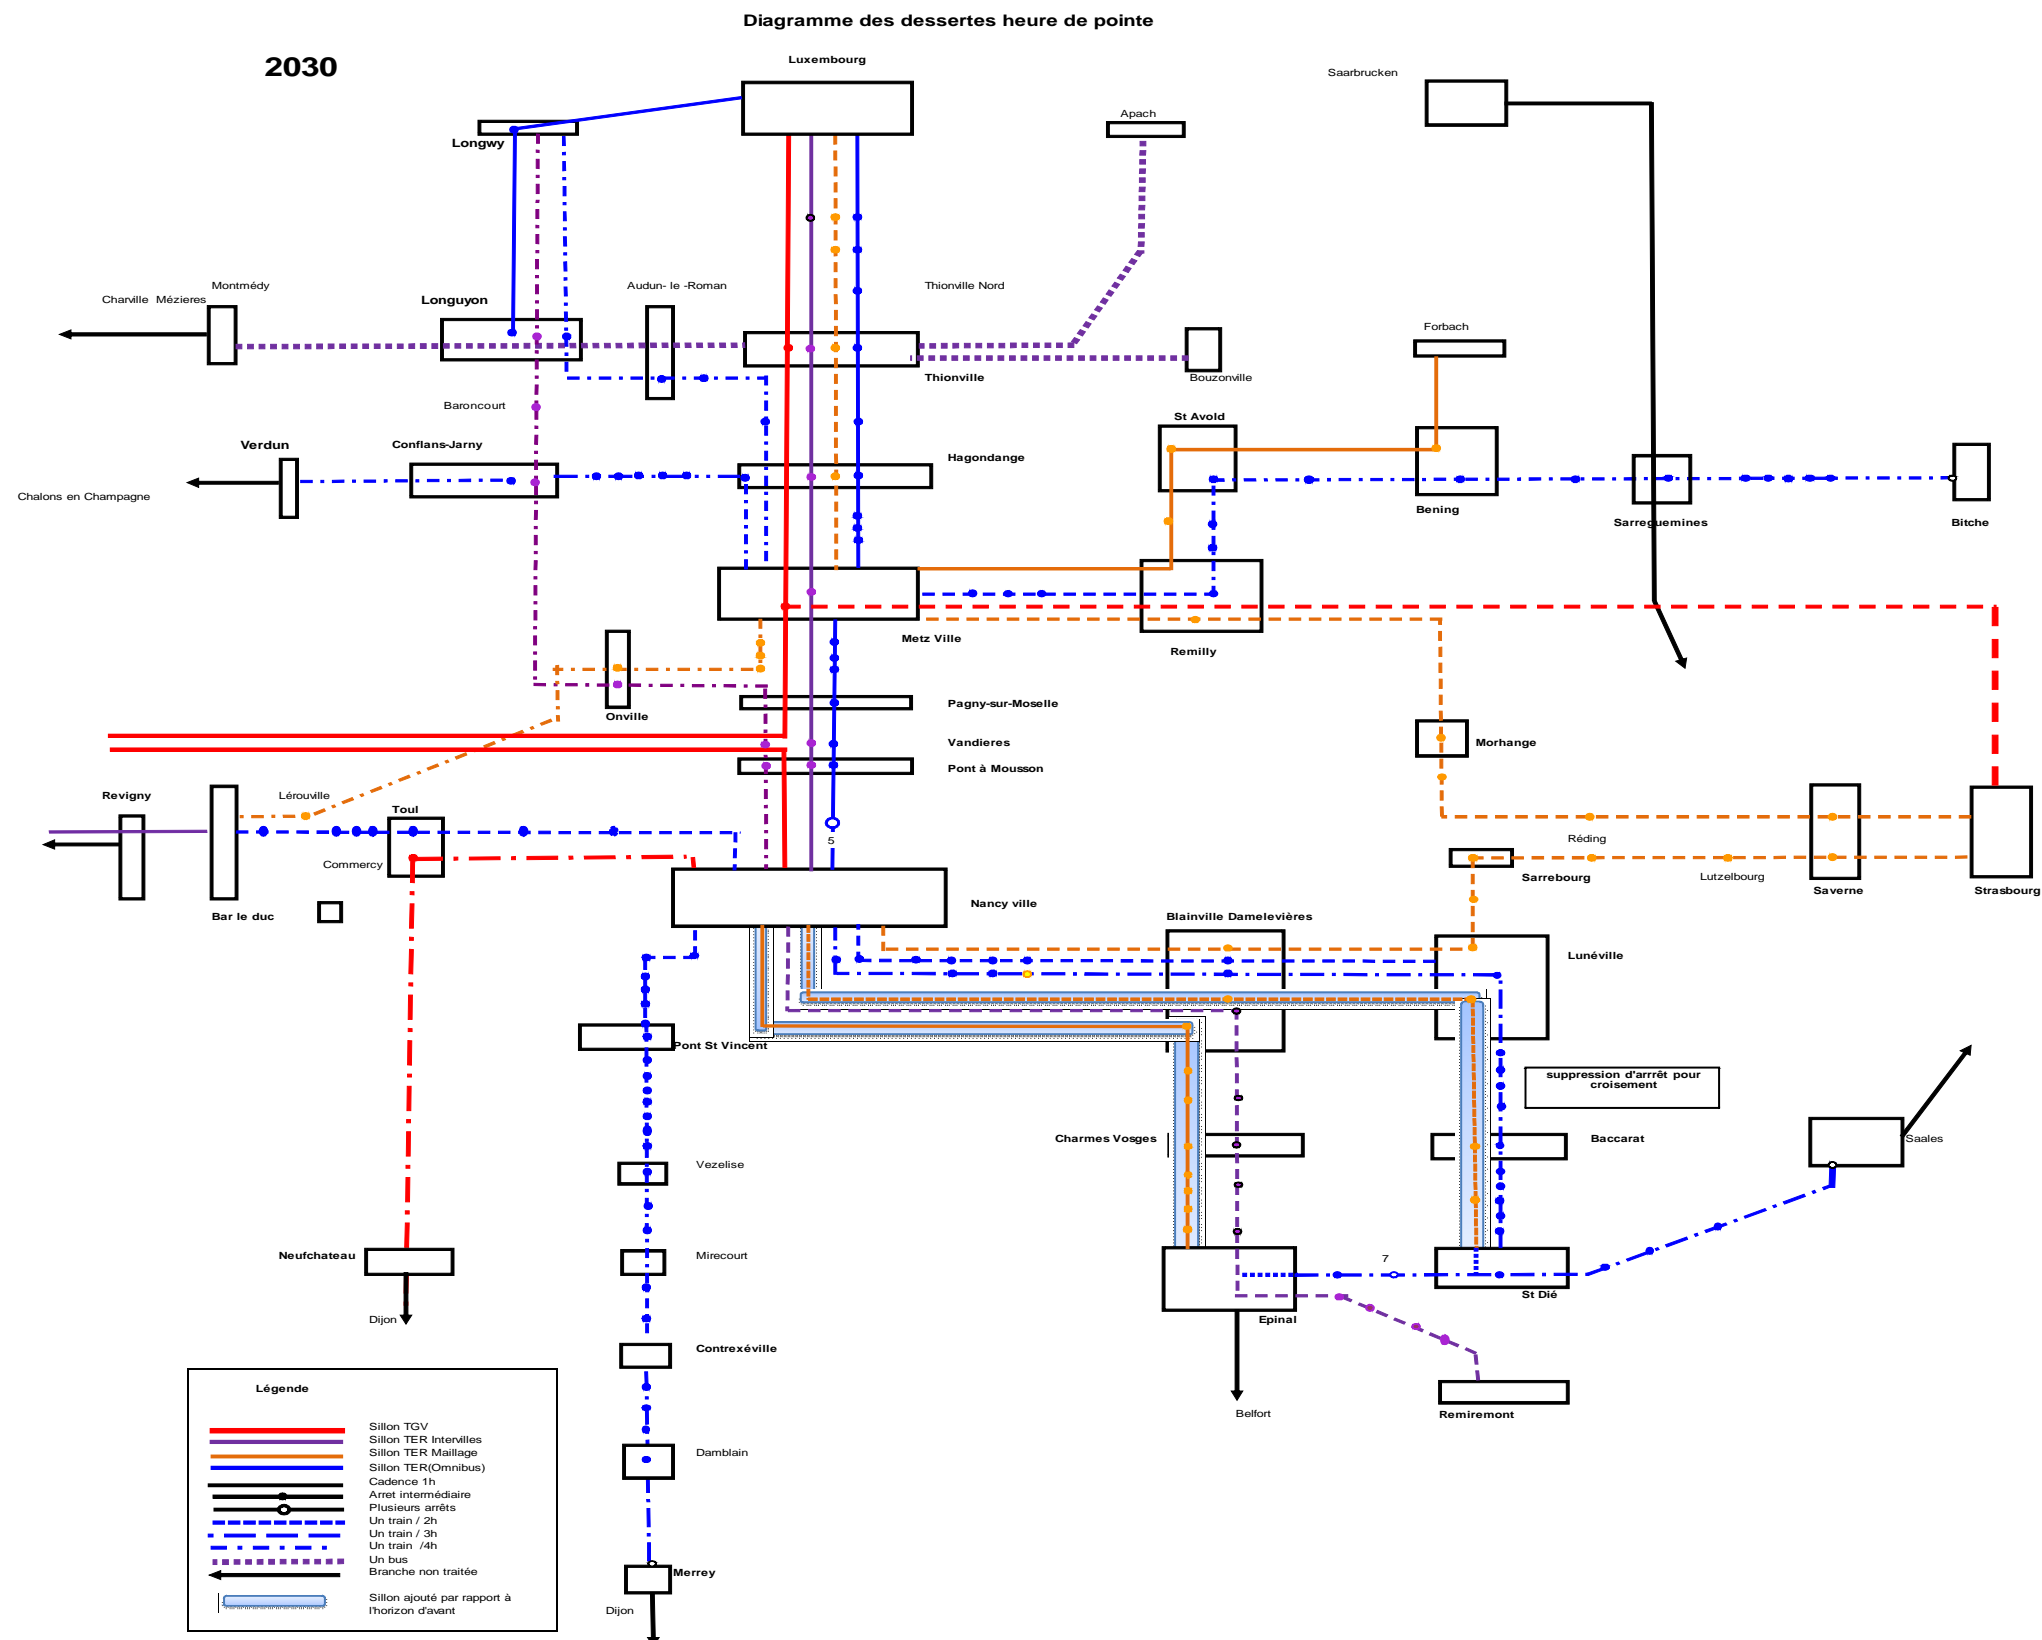 Diagramme des dessertes heure de pointe
2030
Luxembourg
Saarbrucken
Apach
Longwy
Montmédy
Charville  Mézieres
Longuyon
Audun- le -Roman
Thionville Nord
Forbach
Thionville
Bouzonville
Baroncourt
St Avold
Verdun
Conflans-Jarny
Hagondange
Chalons en Champagne
Bening
Sarreguemines
Bitche
Metz Ville
Remilly
Onville
Pagny-sur-Moselle
Vandieres
Morhange
Pont à Mousson
Revigny
Lérouville
Toul
5
Réding
Commercy
Sarrebourg
Lutzelbourg
Saverne
Strasbourg
Bar le duc
Nancy ville
Blainville Damelevières
Lunéville
Pont St Vincent
suppression d'arrrêt pour
croisement
Charmes Vosges
Baccarat
Saales
Vezelise
Neufchateau
Mirecourt
7
St Dié
Dijon
Epinal
Contrexéville
Belfort
Remiremont
Damblain
Merrey
Dijon
Légende
Sillon TGV
Sillon TER Intervilles
Sillon TER Maillage
Sillon TER(Omnibus)
Cadence 1h
Arret intermédiaire
Plusieurs arrêts
Un train / 2h
Un train / 3h
Un train  /4h
Un bus
Branche non traitée
Sillon ajouté par rapport à
l'horizon d'avant